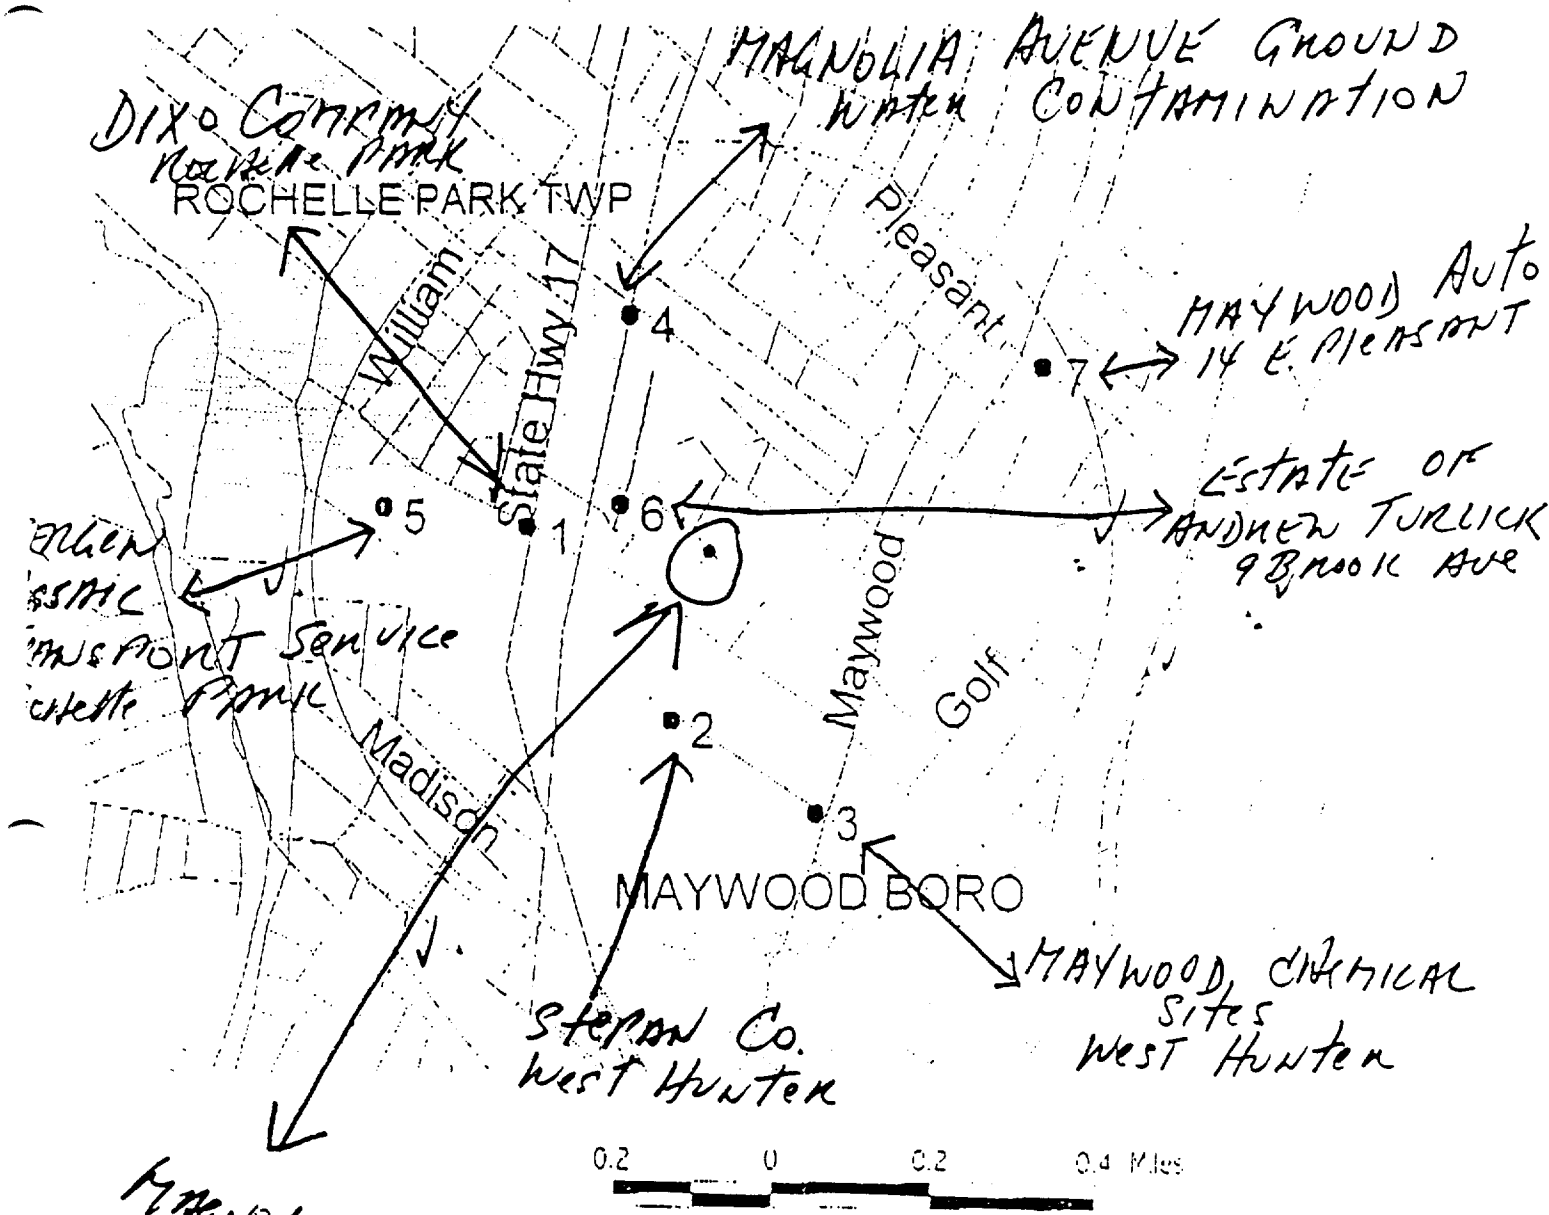 MAGNOLIA AVENUE GROUND
WATER CONTAMINATION
DIXO COMPANY
Rochelle PARK
ROCHELLE PARK TWP
Pleasant
William
State Hwy 17
4
MAYWOOD AUTO
14 E. PleASANT
7
ESTATE OF
ANDREW TURLICK
9 BROOK AVE
5
1
6
ANSPORT SERVICE
PARK
Maywood
Golf
Madison
2
3
MAYWOOD BORO
MAYWOOD CHEMICAL
Sites
West Hunter
STEPAN Co.
West Hunter
0.2 0 0.2 0.4 Miles